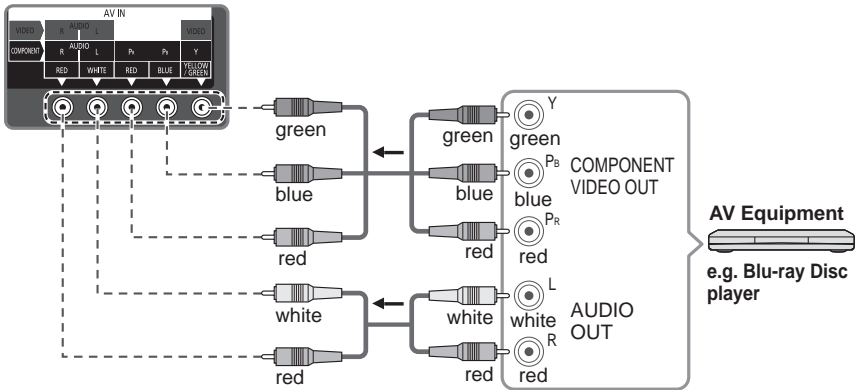 AV IN
VIDEO R AUDIO L VIDEO
COMPONENT R AUDIO L PR PB Y
RED WHITE RED BLUE YELLOW / GREEN
green green green Y
blue blue blue PB
red red red PR
COMPONENT
VIDEO OUT
white white white L
red red red R
AUDIO
OUT
AV Equipment
e.g. Blu-ray Disc
player